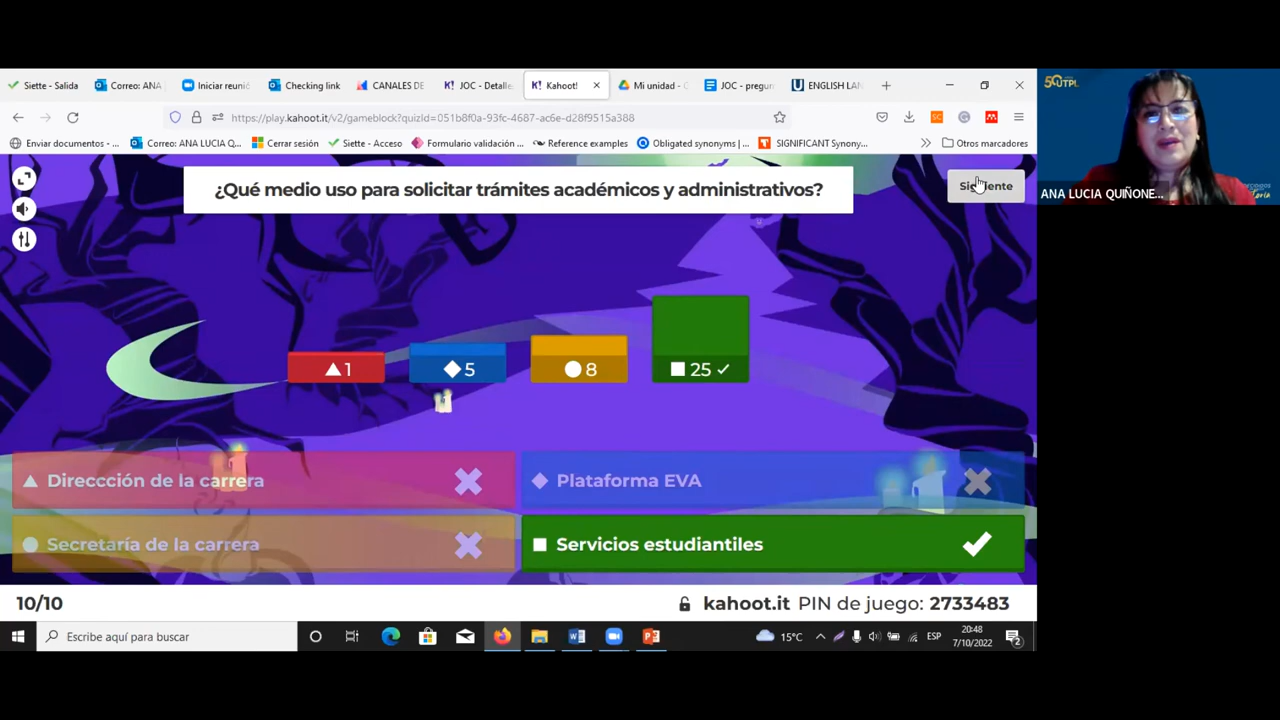 Siette - Salida
Correo: ANA
Iniciar reunió
Checking link
CANALES DE
JOC - Detalle
Kahoot!
Mi unidad - G
JOC - pregun
ENGLISH LAN
https://play.kahoot.it/v2/gameblock?quizId=051b8f08-93fc-4687-ac6e-d28f9515a388
Enviar documentos - ...
Correo: ANA LUCIA Q...
Cerrar sesión
Siette - Acceso
Formulario validación ...
Reference examples
Obligated synonyms | ...
SIGNIFICANT Synony...
Otros marcadores
¿Qué medio uso para solicitar trámites académicos y administrativos?
Siguiente
50 UTPL
ANA LUCIA QUIÑONE...
1
5
8
25
Direccción de la carrera
Plataforma EVA
Secretaría de la carrera
Servicios estudiantiles
10/10
kahoot.it PIN de juego: 2733483
Escribe aquí para buscar
15°C
ESP
20:48
7/10/2022
2